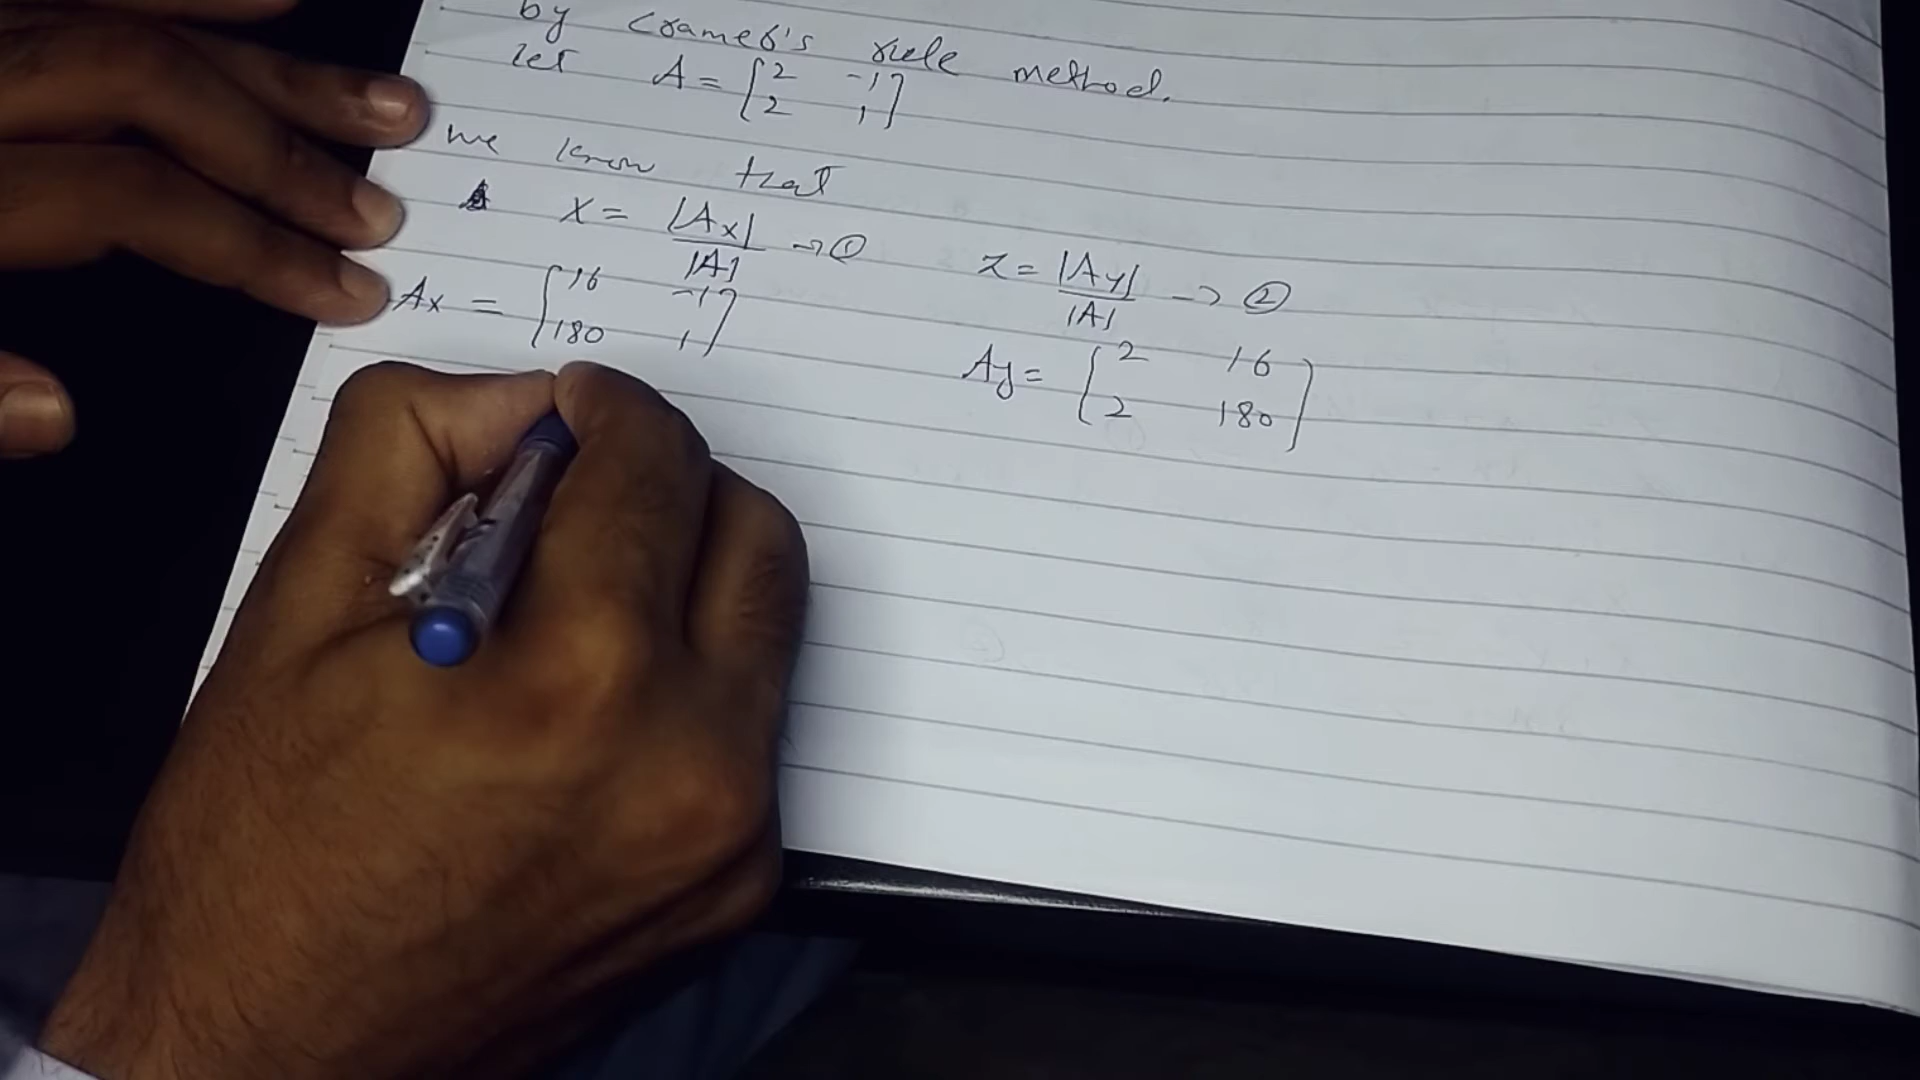 by Cramer's rule method.
let A = [2 -1
2 1]
we know that
x = |Ax| / |A| → ①
z = |Ay| / |A| → ②
Ax = [16 -1
180 1]
Ay = [2 16
2 180]